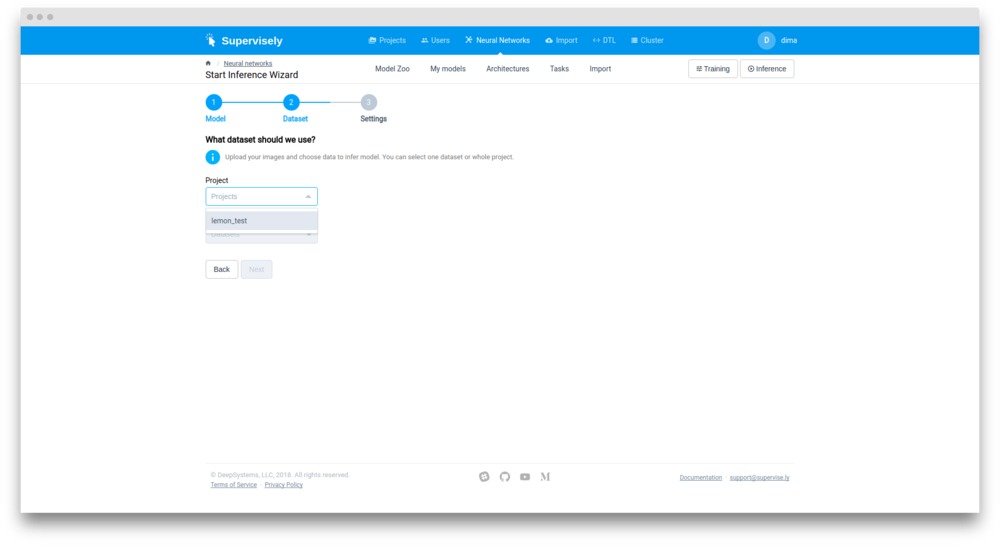 Supervisely
Projects Users Neural Networks Import DTL Cluster
D dima
/ Neural networks
Start Inference Wizard
Model Zoo My models Architectures Tasks Import
Training Inference
1 2 3
Model Dataset Settings
What dataset should we use?
Upload your images and choose data to infer model. You can select one dataset or whole project.
Project
Projects
lemon_test
Back Next
© DeepSystems, LLC, 2018. All rights reserved.
Terms of Service Privacy Policy
Documentation support@supervise.ly